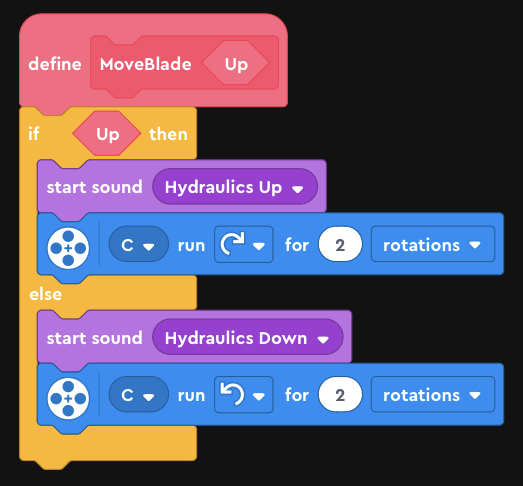 define MoveBlade Up
if Up then
start sound Hydraulics Up
C run for 2 rotations
else
start sound Hydraulics Down
C run for 2 rotations